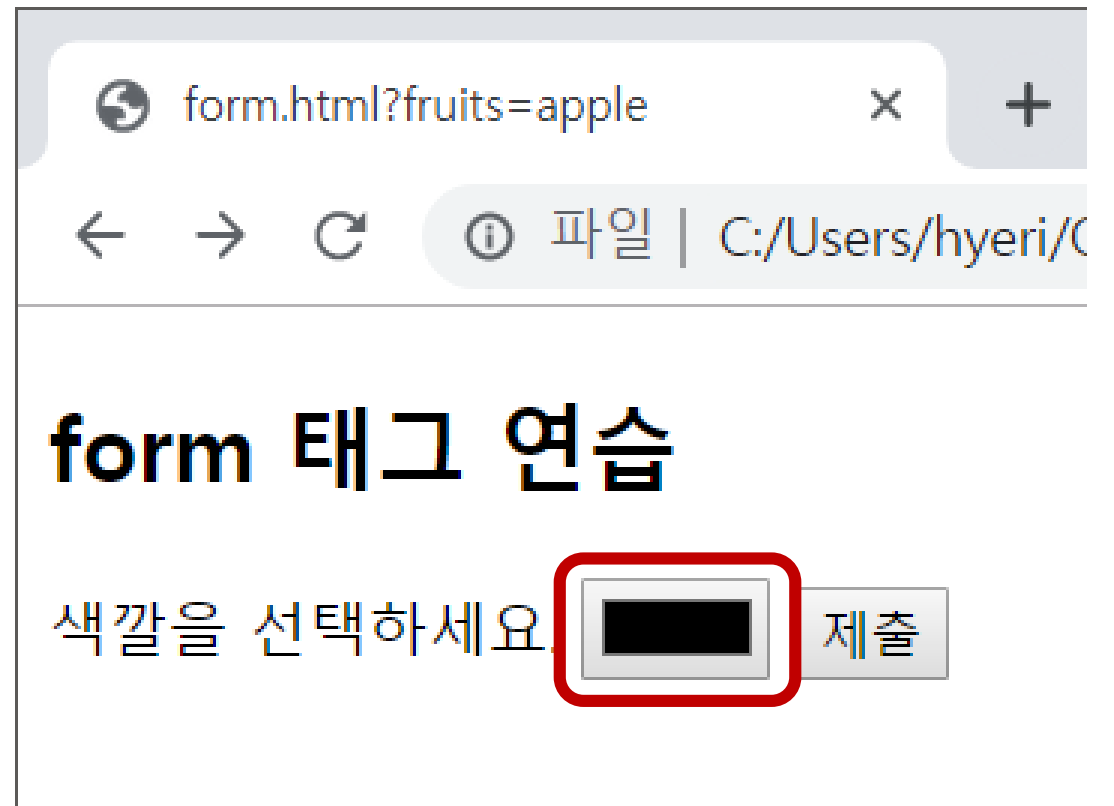 form.html?fruits=apple
파일 | C:/Users/hyeri/
form 태그 연습
색깔을 선택하세요. 제출